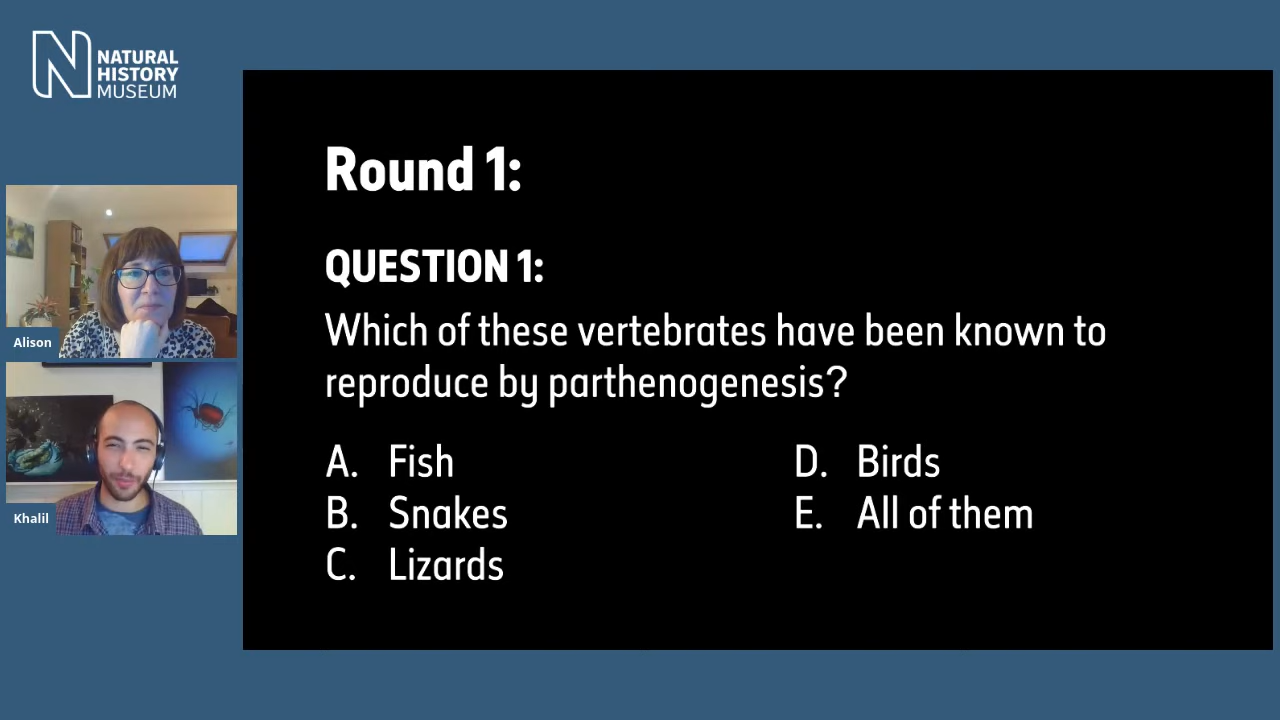 NATURAL
HISTORY
MUSEUM
Alison
Khalil
Round 1:
QUESTION 1:
Which of these vertebrates have been known to
reproduce by parthenogenesis?
A. Fish
B. Snakes
C. Lizards
D. Birds
E. All of them